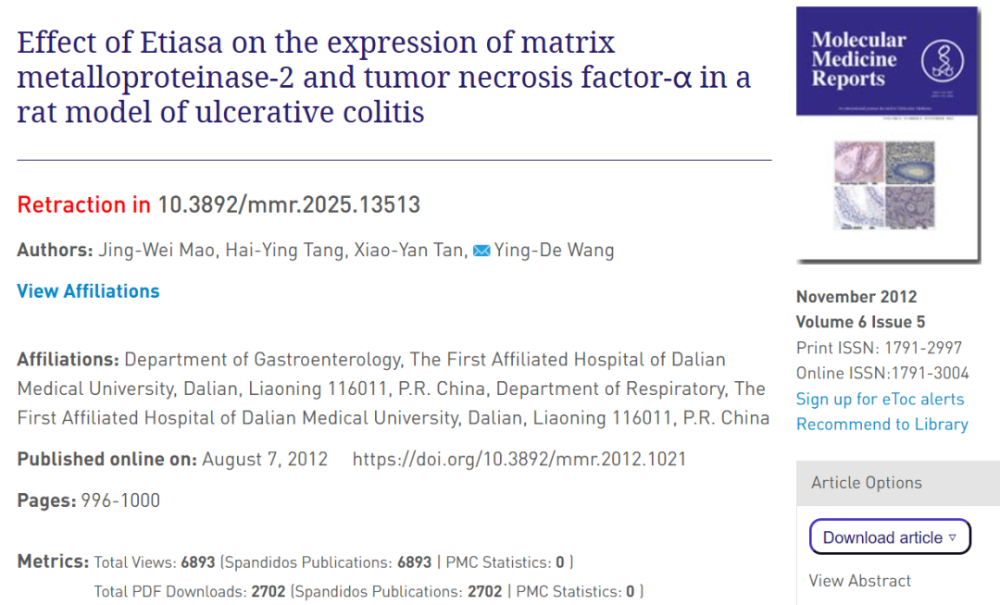 Effect of Etiasa on the expression of matrix
metalloproteinase-2 and tumor necrosis factor-α in a
rat model of ulcerative colitis
Retraction in 10.3892/mmr.2025.13513
Authors: Jing-Wei Mao, Hai-Ying Tang, Xiao-Yan Tan, Ying-De Wang
View Affiliations
Affiliations: Department of Gastroenterology, The First Affiliated Hospital of Dalian
Medical University, Dalian, Liaoning 116011, P.R. China, Department of Respiratory, The
First Affiliated Hospital of Dalian Medical University, Dalian, Liaoning 116011, P.R. China
Published online on: August 7, 2012 https://doi.org/10.3892/mmr.2012.1021
Pages: 996-1000
Metrics: Total Views: 6893 (Spandidos Publications: 6893 | PMC Statistics: 0 )
Total PDF Downloads: 2702 (Spandidos Publications: 2702 | PMC Statistics: 0 )
Molecular
Medicine
Reports
November 2012
Volume 6 Issue 5
Print ISSN: 1791-2997
Online ISSN:1791-3004
Sign up for eToc alerts
Recommend to Library
Article Options
Download article ▿
View Abstract